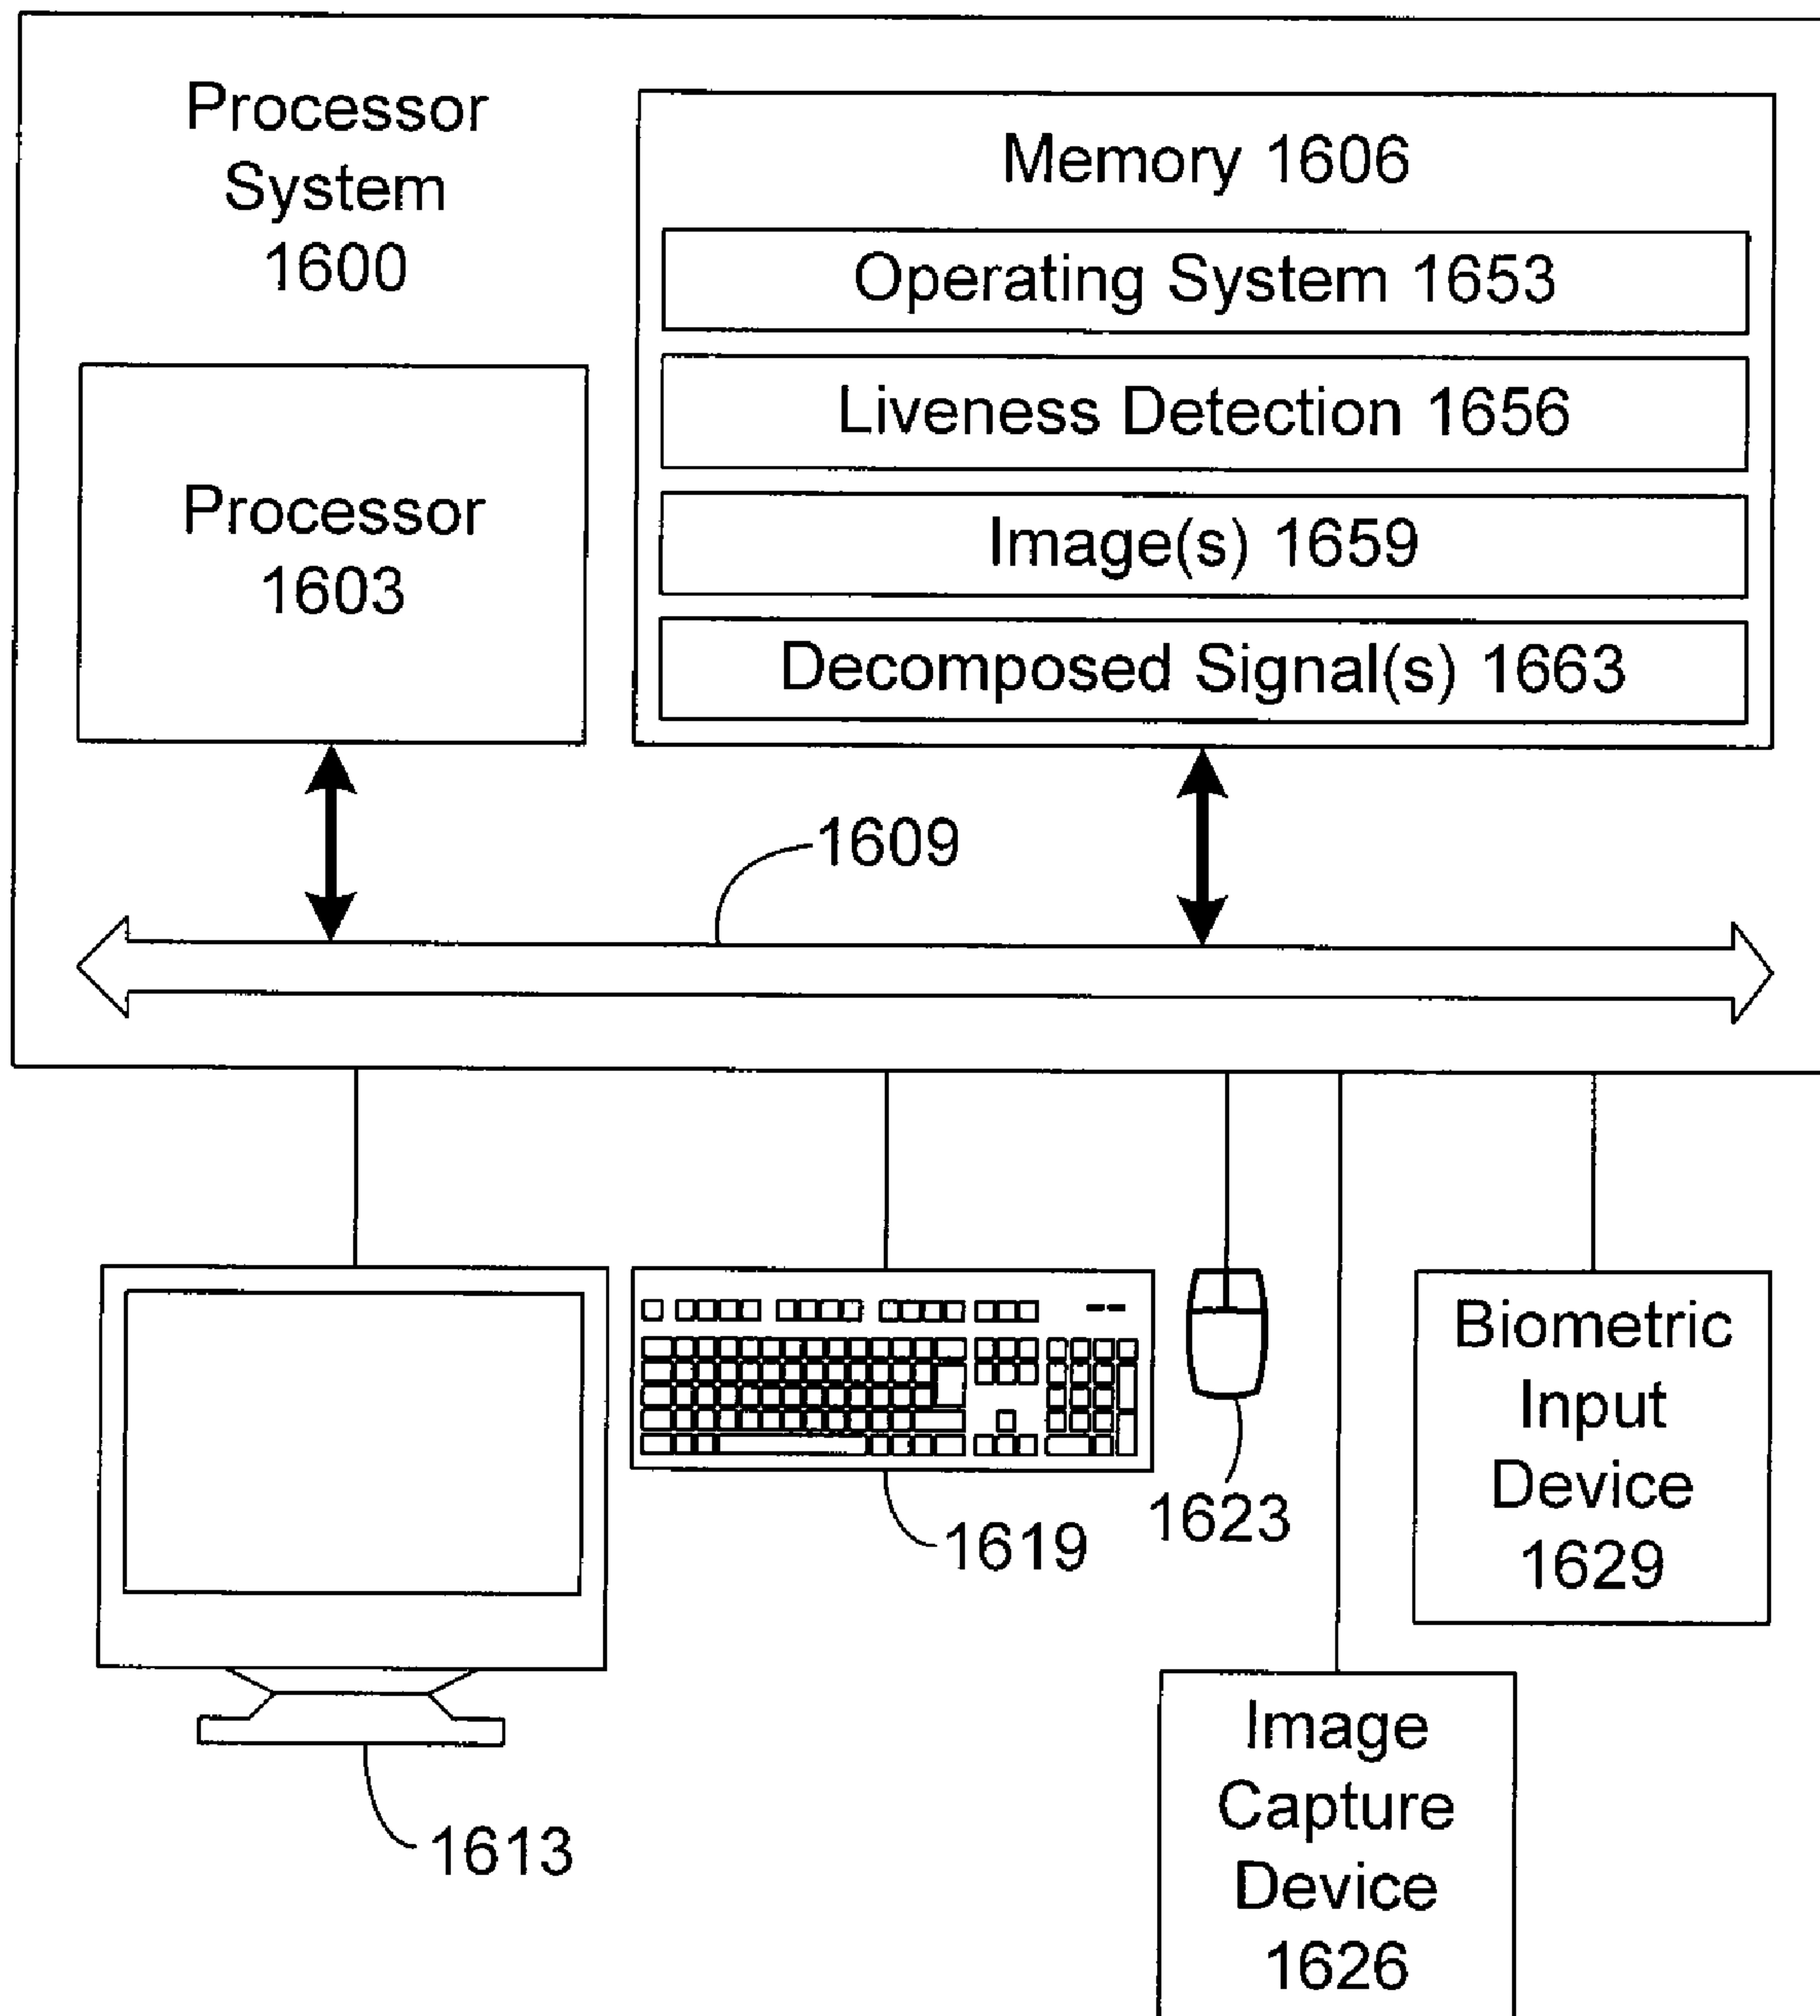 Processor
System
1600
Memory 1606
Operating System 1653
Liveness Detection 1656
Image(s) 1659
Decomposed Signal(s) 1663
Processor
1603
1609
Biometric
Input
Device
1629
1623
1619
Image
Capture
Device
1626
1613